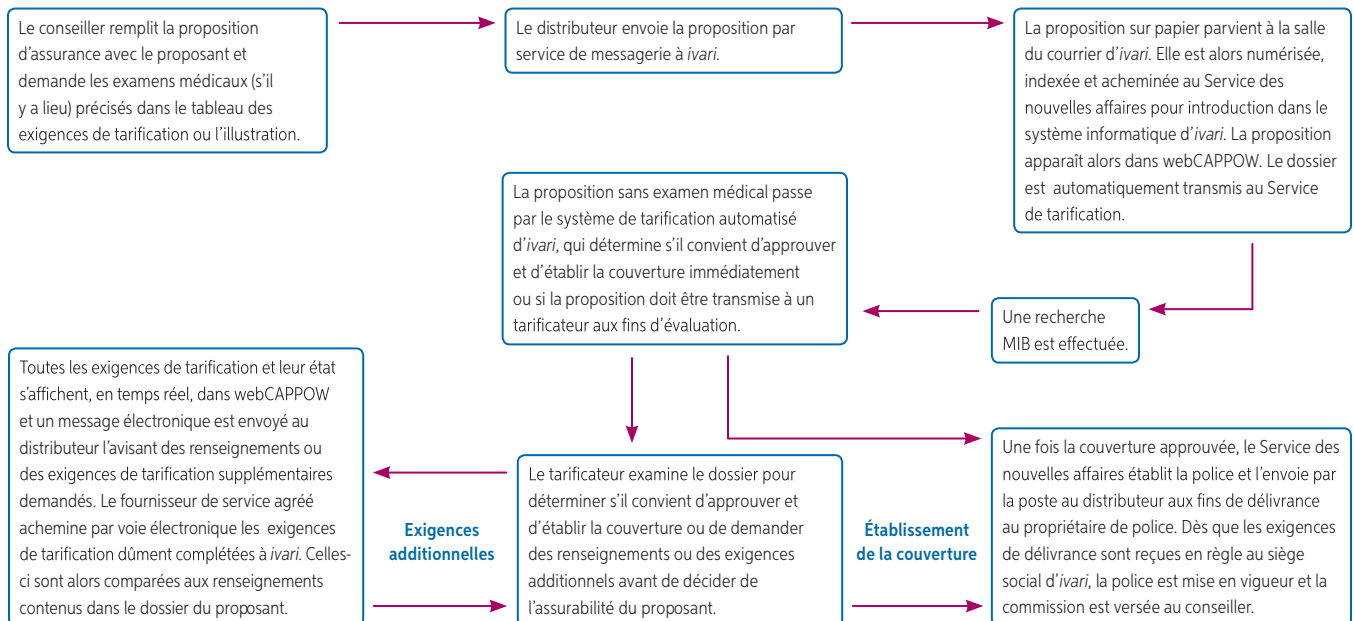 Le conseiller remplit la proposition
d'assurance avec le proposant et
demande les examens médicaux (s'il
y a lieu) précisés dans le tableau des
exigences de tarification ou l'illustration.
Le distributeur envoie la proposition par
service de messagerie à ivari.
La proposition sur papier parvient à la salle
du courrier d'ivari. Elle est alors numérisée,
indexée et acheminée au Service des
nouvelles affaires pour introduction dans le
système informatique d'ivari. La proposition
apparaît alors dans webCAPPOW. Le dossier
est automatiquement transmis au Service
de tarification.
Une recherche
MIB est effectuée.
La proposition sans examen médical passe
par le système de tarification automatisé
d'ivari, qui détermine s'il convient d'approuver
et d'établir la couverture immédiatement
ou si la proposition doit être transmise à un
tarificateur aux fins d'évaluation.
Le tarificateur examine le dossier pour
déterminer s'il convient d'approuver et
d'établir la couverture ou de demander
des renseignements ou des exigences
additionnels avant de décider de
l'assurabilité du proposant.
Exigences
additionnelles
Toutes les exigences de tarification et leur état
s'affichent, en temps réel, dans webCAPPOW
et un message électronique est envoyé au
distributeur l'avisant des renseignements ou
des exigences de tarification supplémentaires
demandés. Le fournisseur de service agréé
achemine par voie électronique les exigences
de tarification dûment complétées à ivari. Celles-
ci sont alors comparées aux renseignements
contenus dans le dossier du proposant.
Établissement
de la couverture
Une fois la couverture approuvée, le Service des
nouvelles affaires établit la police et l'envoie par
la poste au distributeur aux fins de délivrance
au propriétaire de police. Dès que les exigences
de délivrance sont reçues en règle au siège
social d'ivari, la police est mise en vigueur et la
commission est versée au conseiller.